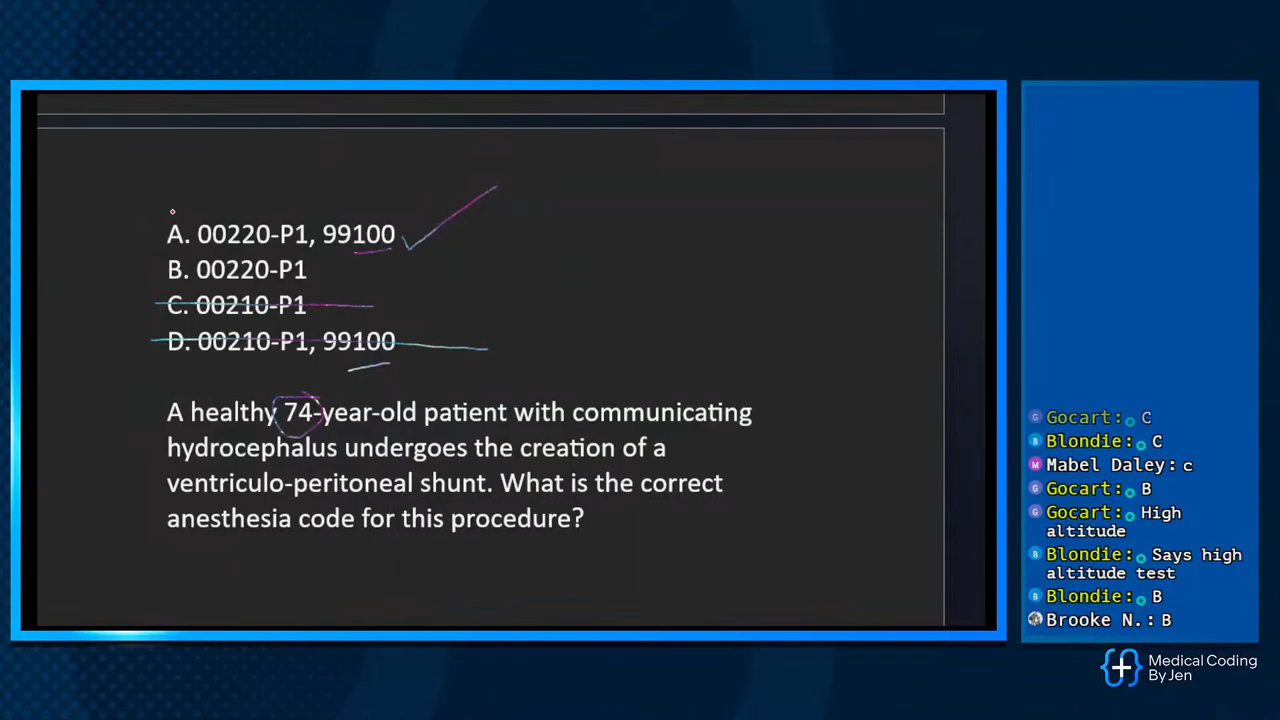 A. 00220-P1, 99100
B. 00220-P1
C. 00210-P1
D. 00210-P1, 99100
A healthy 74-year-old patient with communicating
hydrocephalus undergoes the creation of a
ventriculo-peritoneal shunt. What is the correct
anesthesia code for this procedure?
G Gocart: C
B Blondie: C
M Mabel Daley: c
G Gocart: B
G Gocart: High
altitude
B Blondie: Says high
altitude test
B Blondie: B
Brooke N.: B
Medical Coding
By Jen